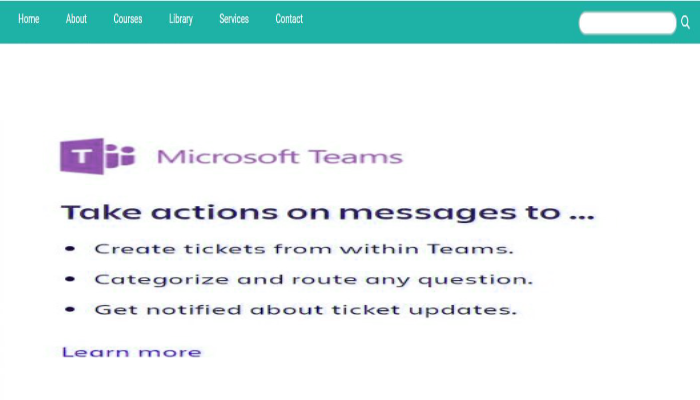 Home About Courses Library Services Contact
Microsoft Teams
Take actions on messages to ...
• Create tickets from within Teams.
• Categorize and route any question.
• Get notified about ticket updates.
Learn more